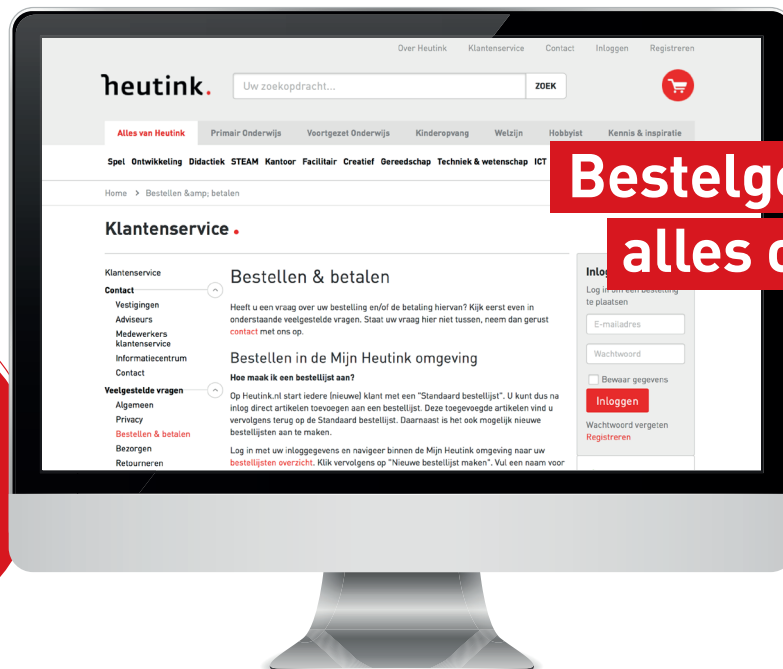 Over Heutink Klantenservice Contact Inloggen Registreren
heutink.
Uw zoekopdracht...
ZOEK
Alles van Heutink Primair Onderwijs Voortgezet Onderwijs Kinderopvang Welzijn Hobbyist Kennis & inspiratie
Spel Ontwikkeling Didactiek STEAM Kantoor Facilitair Creatief Gereedschap Techniek & wetenschap ICT
Home > Bestellen &amp; betalen
Klantenservice.
Klantenservice
Contact
Vestigingen
Adviseurs
Medewerkers
klantenservice
Informatiecentrum
Contact
Veelgestelde vragen
Algemeen
Privacy
Bestellen & betalen
Bezorgen
Retourneren
Bestellen & betalen
Heeft u een vraag over uw bestelling en/of de betaling hiervan? Kijk eerst even in
onderstaande veelgestelde vragen. Staat uw vraag hier niet tussen, neem dan gerust
contact met ons op.
Bestellen in de Mijn Heutink omgeving
Hoe maak ik een bestellijst aan?
Op Heutink.nl start iedere (nieuwe) klant met een "Standaard bestellijst". U kunt dus na
inlog direct artikelen toevoegen aan een bestellijst. Deze toegevoegde artikelen vind u
vervolgens terug op de Standaard bestellijst. Daarnaast is het ook mogelijk nieuwe
bestellijsten aan te maken.
Log in met uw inloggegevens en navigeer binnen de Mijn Heutink omgeving naar uw
bestellijsten overzicht. Klik vervolgens op "Nieuwe bestellijst maken". Vul een naam voor
Log in om een bestelling
te plaatsen
E-mailadres
Wachtwoord
Bewaar gegevens
Inloggen
Wachtwoord vergeten
Registreren
Bestelge
alles